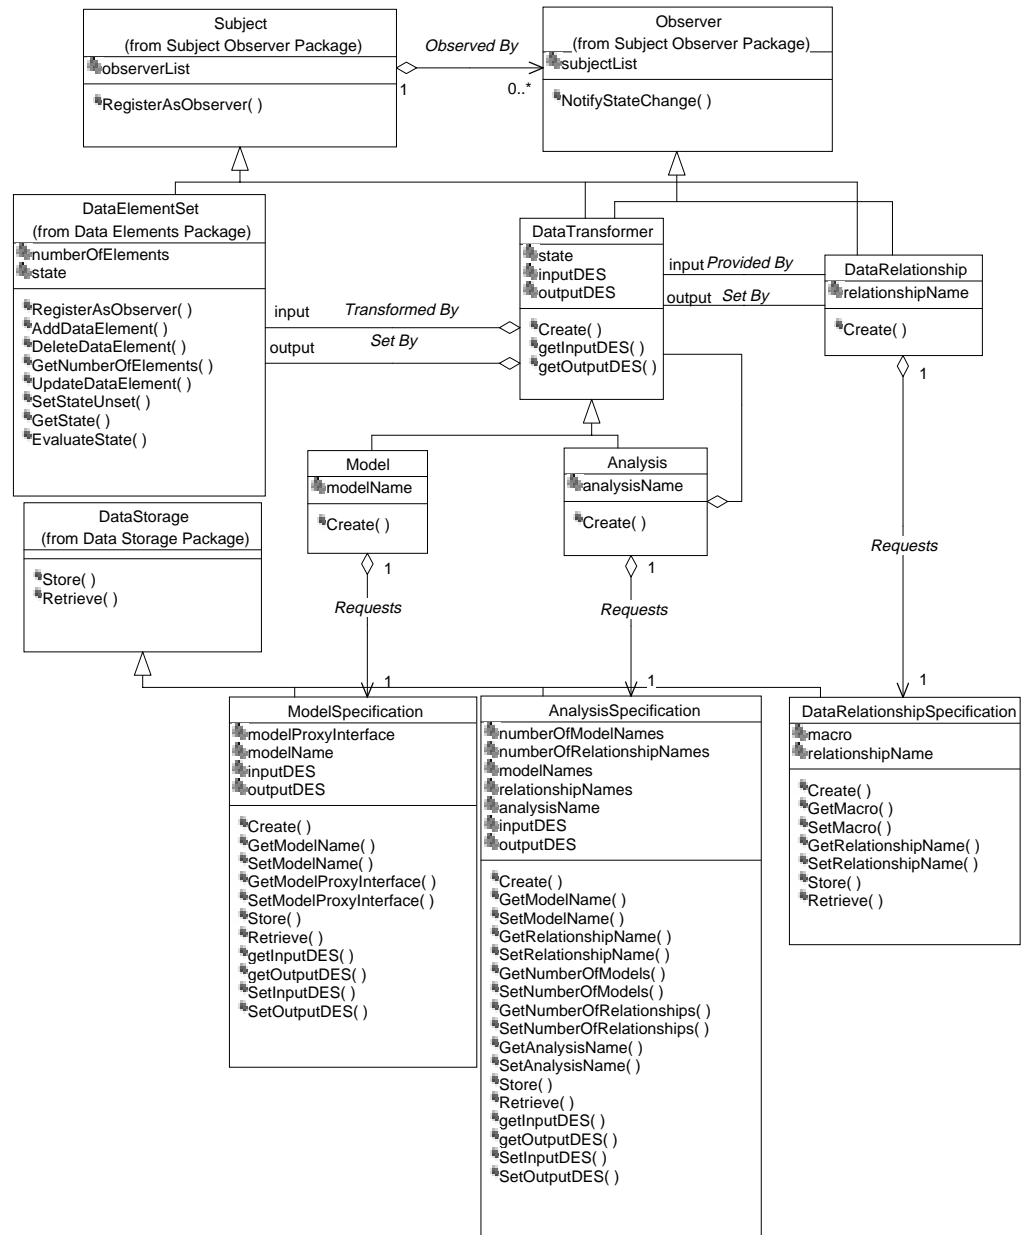 Subject
(from Subject Observer Package)
observerList
RegisterAsObserver( )
Observed By
1
0..*
Observer
(from Subject Observer Package)
subjectList
NotifyStateChange( )
DataElementSet
(from Data Elements Package)
numberOfElements
state
RegisterAsObserver( )
AddDataElement( )
DeleteDataElement( )
GetNumberOfElements( )
UpdateDataElement( )
SetStateUnset( )
GetState( )
EvaluateState( )
input
Transformed By
output
Set By
DataTransformer
state
inputDES
outputDES
Create( )
getInputDES( )
getOutputDES( )
input
Provided By
output
Set By
DataRelationship
relationshipName
Create( )
1
Model
modelName
Create( )
1
Analysis
analysisName
Create( )
1
DataStorage
(from Data Storage Package)
Store( )
Retrieve( )
Requests
Requests
Requests
1
1
1
ModelSpecification
modelProxyInterface
modelName
inputDES
outputDES
Create( )
GetModelName( )
SetModelName( )
GetModelProxyInterface( )
SetModelProxyInterface( )
Store( )
Retrieve( )
getInputDES( )
getOutputDES( )
SetInputDES( )
SetOutputDES( )
AnalysisSpecification
numberOfModelNames
numberOfRelationshipNames
modelNames
relationshipNames
analysisName
inputDES
outputDES
Create( )
GetModelName( )
SetModelName( )
GetRelationshipName( )
SetRelationshipName( )
GetNumberOfModels( )
SetNumberOfModels( )
GetNumberOfRelationships( )
SetNumberOfRelationships( )
GetAnalysisName( )
SetAnalysisName( )
Store( )
Retrieve( )
getInputDES( )
getOutputDES( )
SetInputDES( )
SetOutputDES( )
DataRelationshipSpecification
macro
relationshipName
Create( )
GetMacro( )
SetMacro( )
GetRelationshipName( )
SetRelationshipName( )
Store( )
Retrieve( )